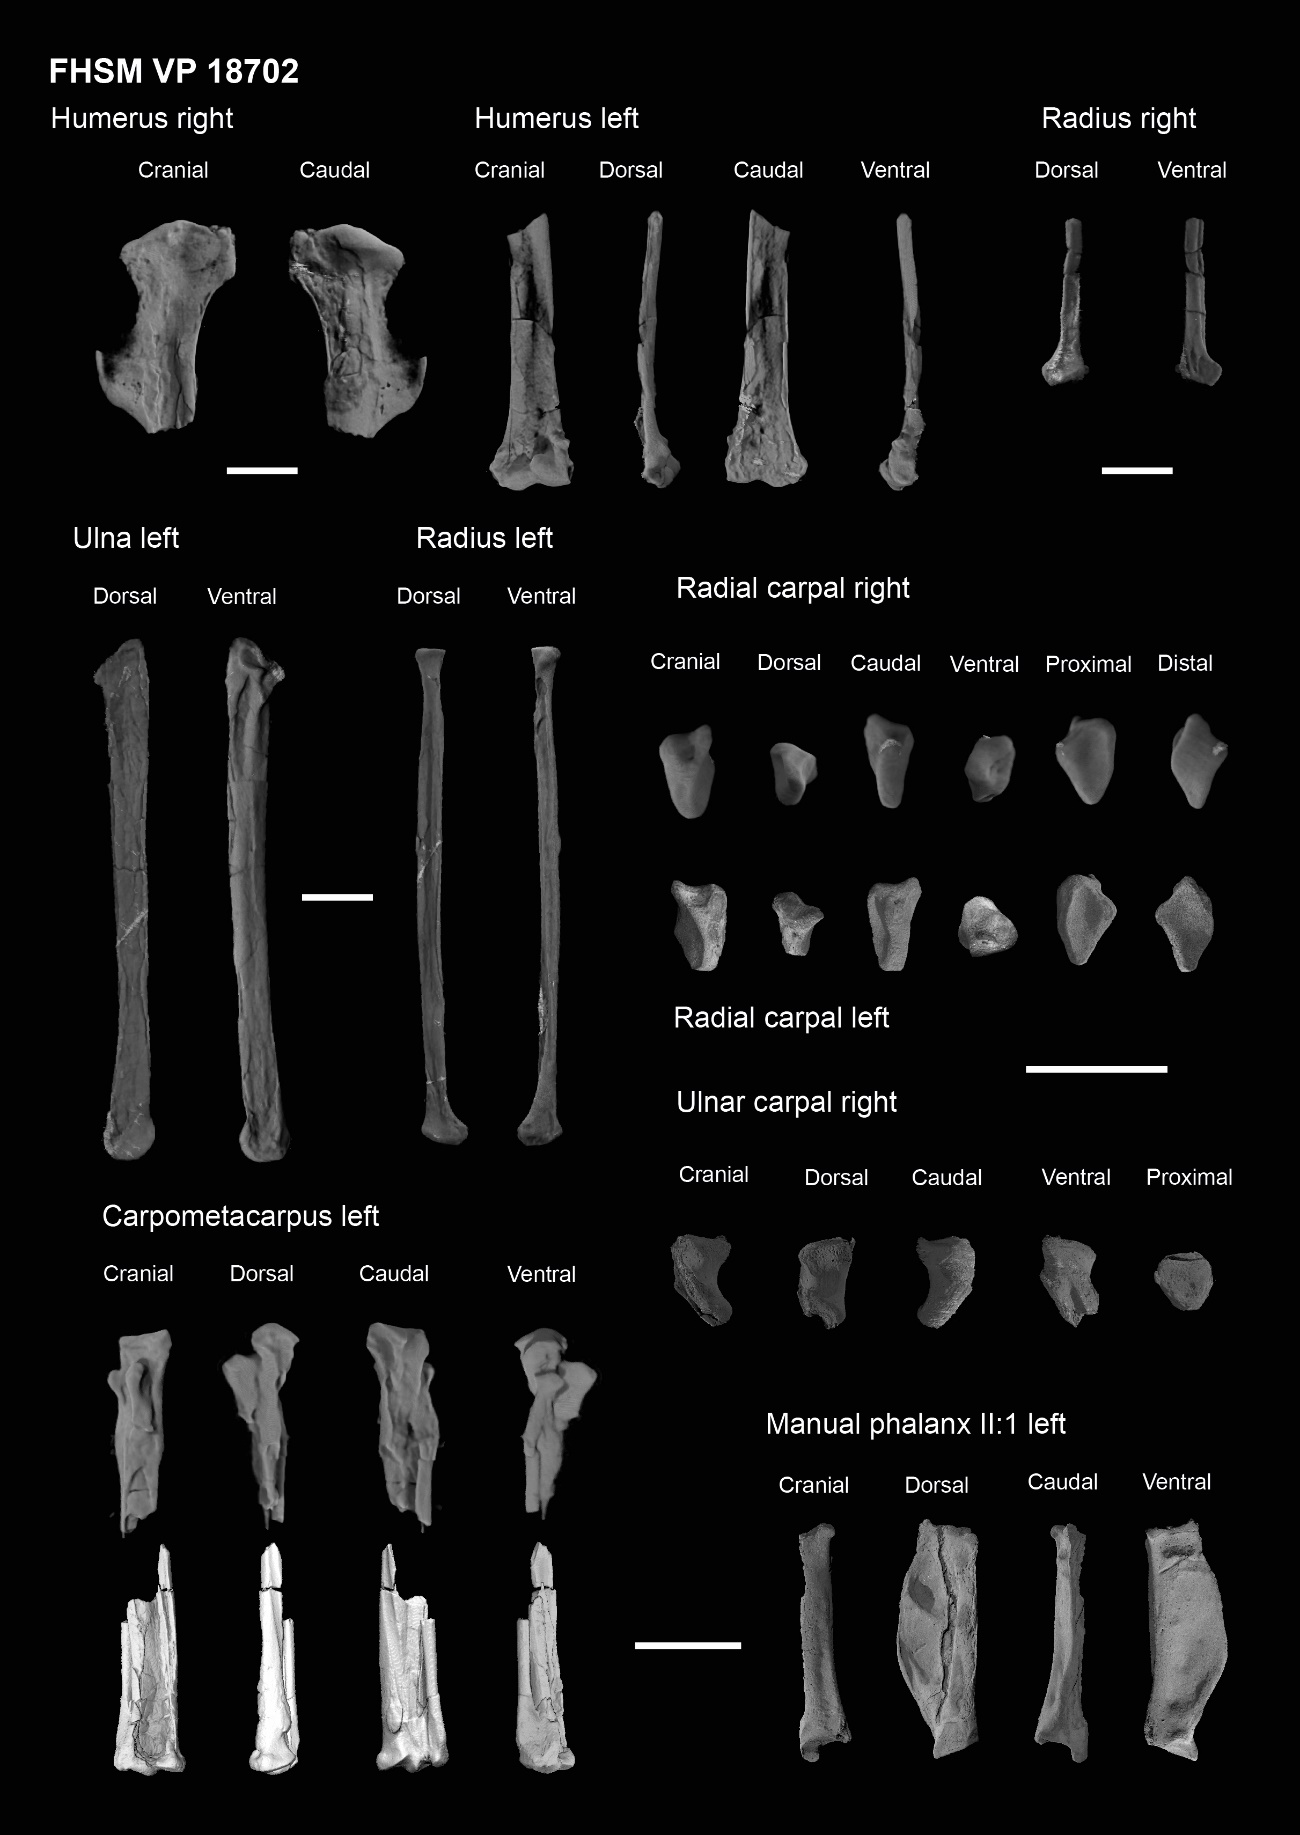 FHSM VP 18702
Humerus right
Humerus left
Radius right
Cranial
Caudal
Cranial
Dorsal
Caudal
Ventral
Dorsal
Ventral
Ulna left
Radius left
Dorsal
Ventral
Dorsal
Ventral
Radial carpal right
Cranial
Dorsal
Caudal
Ventral
Proximal
Distal
Radial carpal left
Ulnar carpal right
Cranial
Dorsal
Caudal
Ventral
Proximal
Carpometacarpus left
Cranial
Dorsal
Caudal
Ventral
Manual phalanx II:1 left
Cranial
Dorsal
Caudal
Ventral